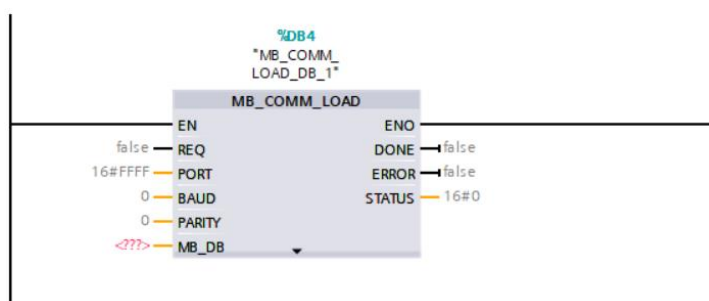 %DB4
"MB_COMM_
LOAD_DB_1"
MB_COMM_LOAD
EN ENO
false REQ DONE false
16#FFFF PORT ERROR false
0 BAUD STATUS 16#0
0 PARITY
<???> MB_DB